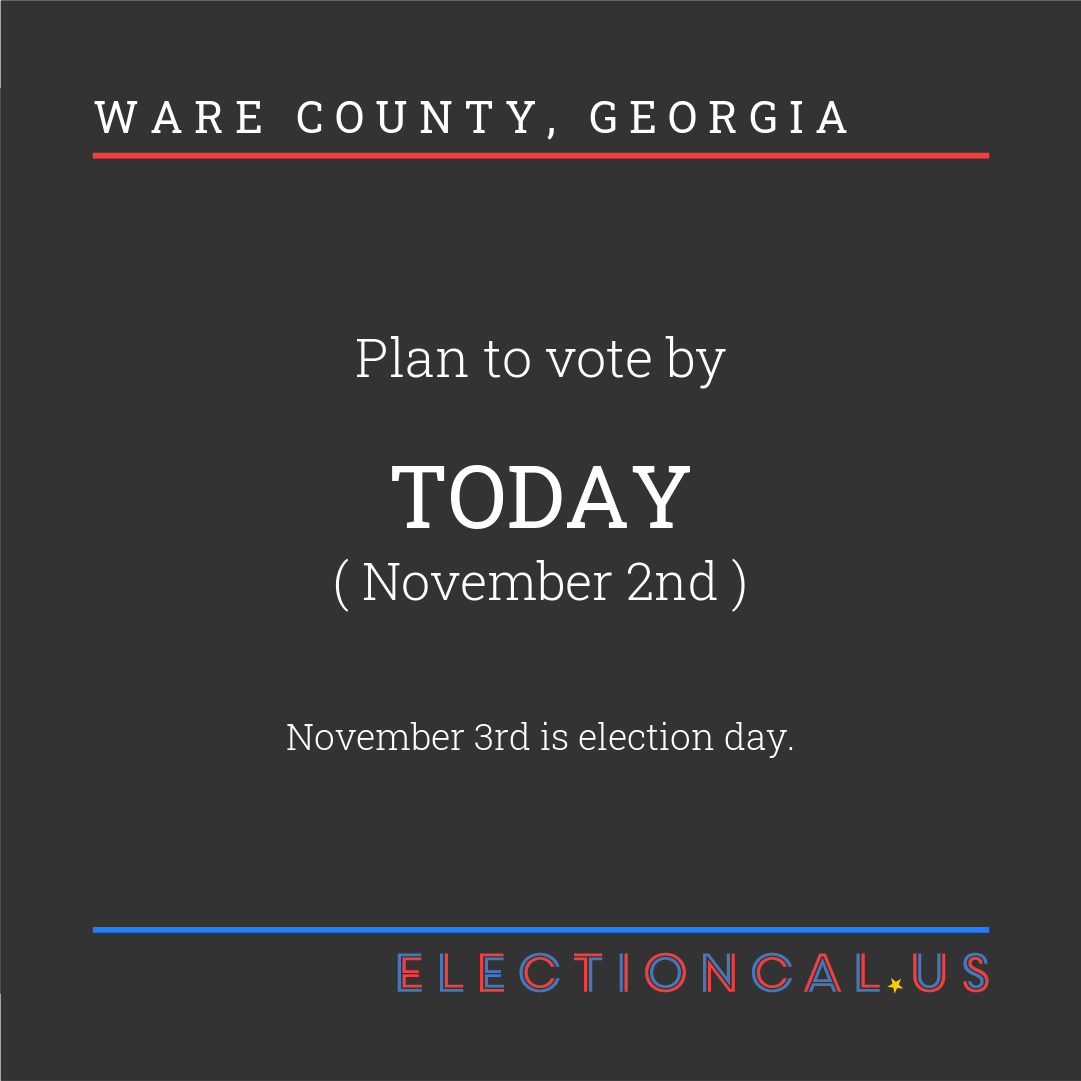 WARE COUNTY, GEORGIA
Plan to vote by
TODAY
( November 2nd )
November 3rd is election day.
ELECTIONCAL.US